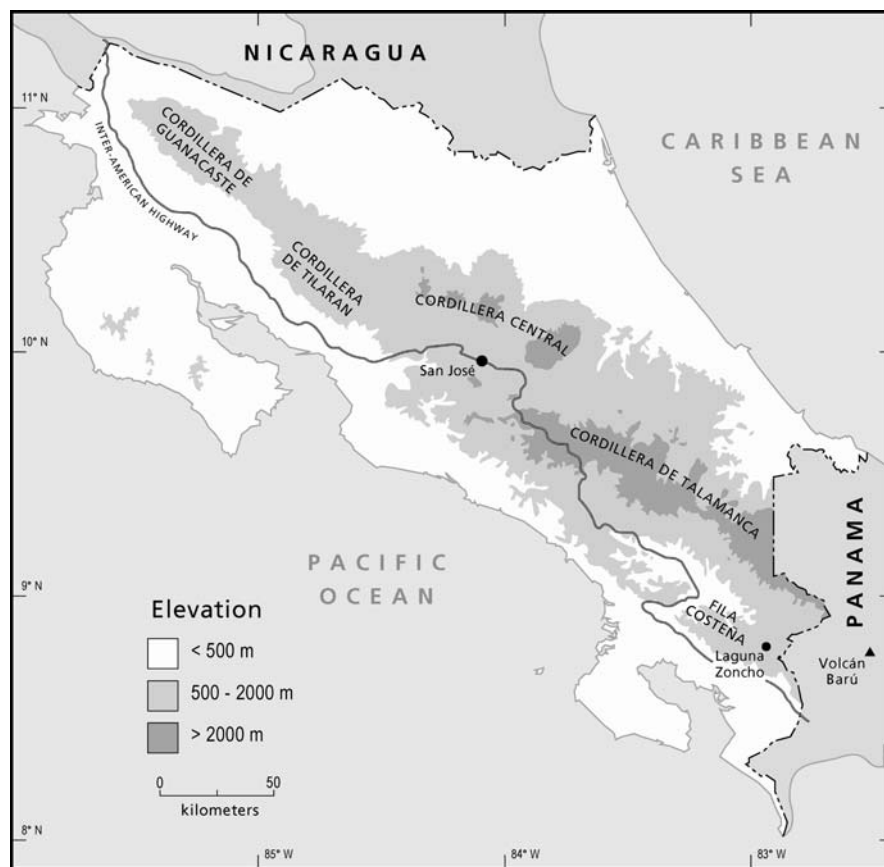 NICARAGUA
11° N
CORDILLERA DE
GUANACASTE
CARIBBEAN
SEA
INTER-AMERICAN HIGHWAY
CORDILLERA
DE TILARAN
CORDILLERA CENTRAL
10° N
San José
CORDILLERA DE TALAMANCA
PANAMA
PACIFIC
OCEAN
9° N
FILA
COSTEÑA
Laguna
Zoncho
Volcán
Barú
Elevation
< 500 m
500 - 2000 m
> 2000 m
0 50
kilometers
8° N
85° W 84° W 83° W